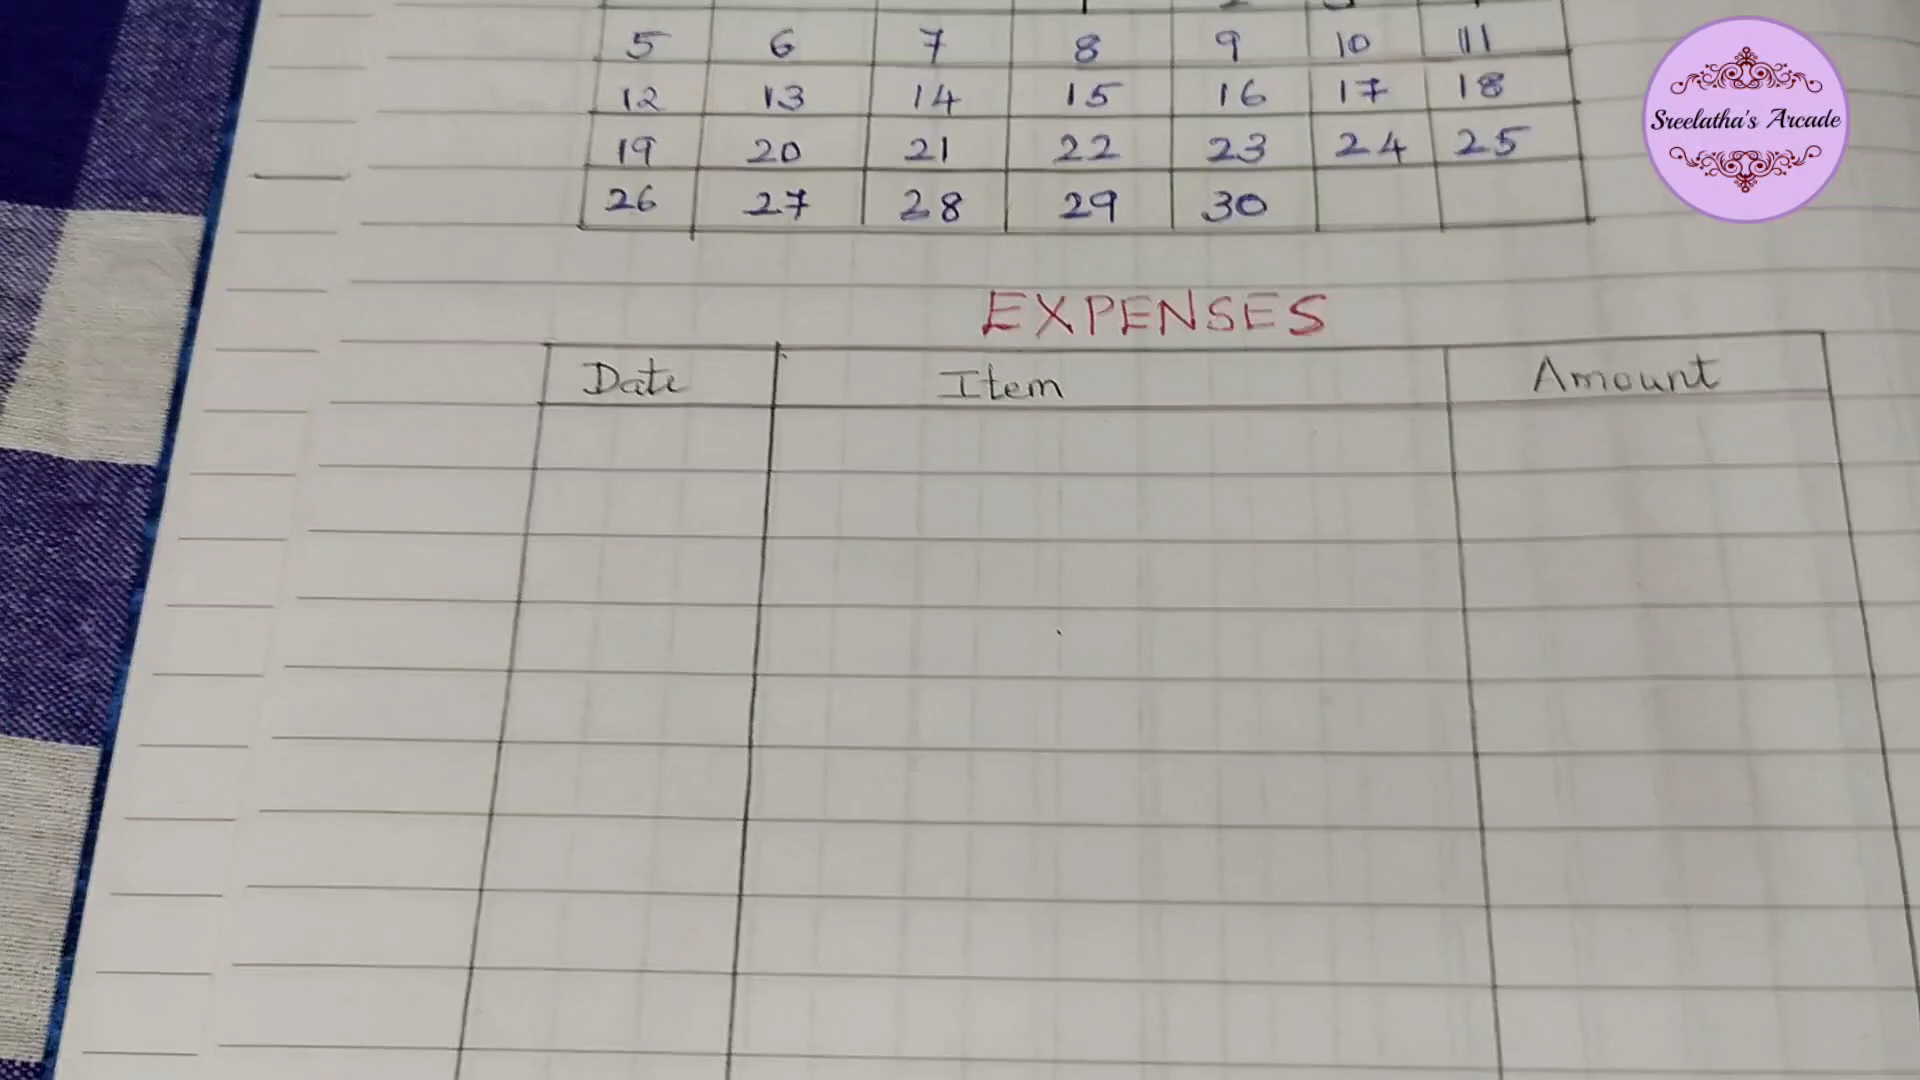 5 6 7 8 9 10 11
12 13 14 15 16 17 18
19 20 21 22 23 24 25
26 27 28 29 30
Sreelatha's Arcade
EXPENSES
Date Item Amount